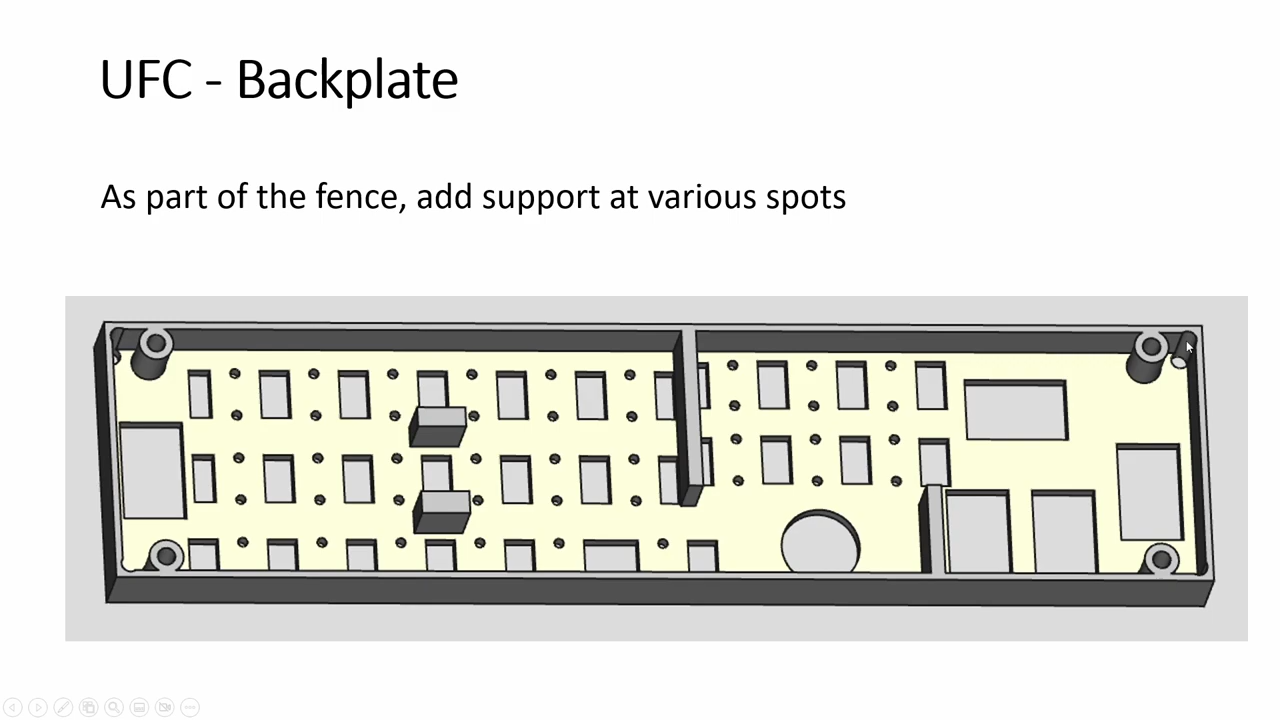 UFC - Backplate
As part of the fence, add support at various spots